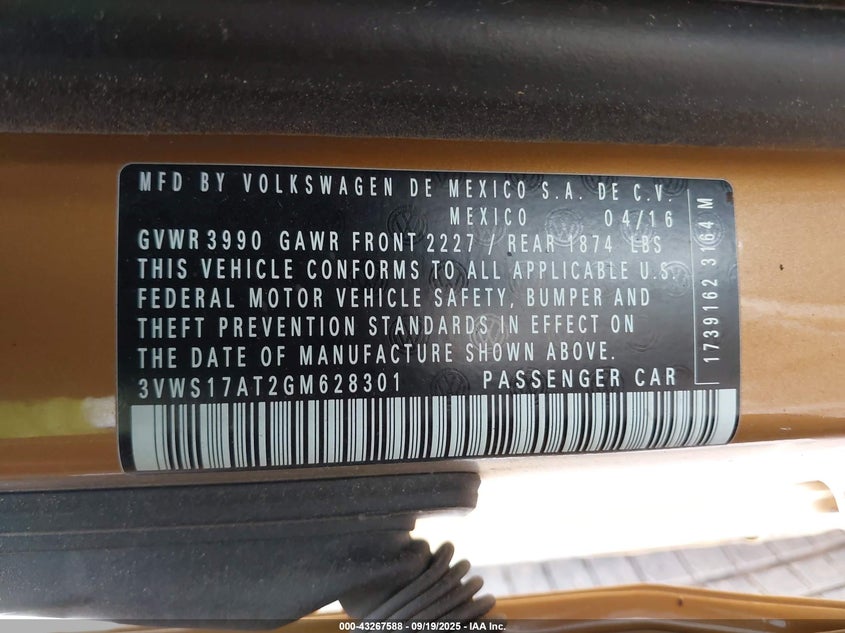 MFD BY VOLKSWAGEN DE MEXICO S.A. DE C.V.
MEXICO 04/16
GVWR 3990 GAWR FRONT 2227 / REAR 1874 LBS
THIS VEHICLE CONFORMS TO ALL APPLICABLE U.S.
FEDERAL MOTOR VEHICLE SAFETY, BUMPER AND
THEFT PREVENTION STANDARDS IN EFFECT ON
THE DATE OF MANUFACTURE SHOWN ABOVE.
3VWS17AT2GM628301 PASSENGER CAR
1739162 3164 M
000-43267588 - 09/19/2025 - IAA Inc.